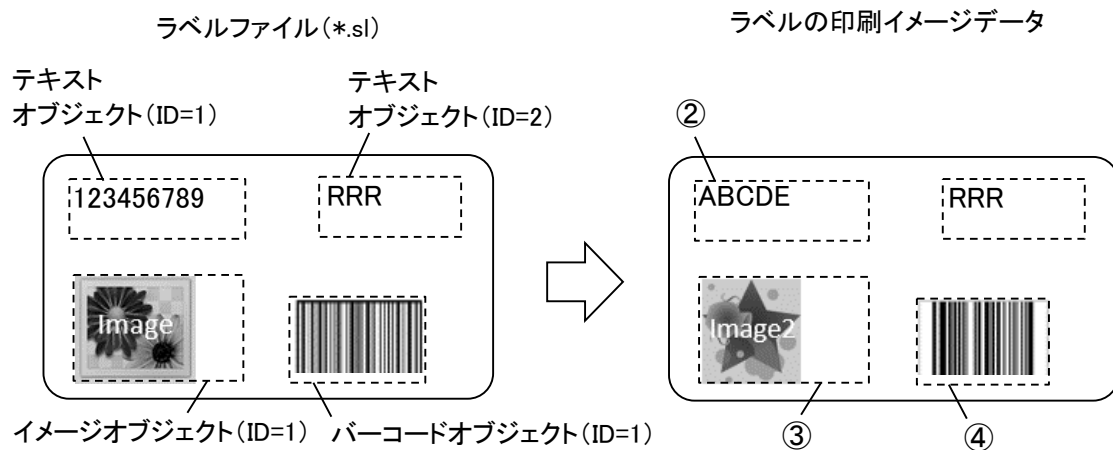 ラベルファイル（*.sl）
ラベルの印刷イメージデータ
テキスト
オブジェクト（ID=1）
テキスト
オブジェクト（ID=2）
②
123456789
RRR
ABCDE
RRR
Image
Image2
イメージオブジェクト（ID=1）
バーコードオブジェクト（ID=1）
③
④